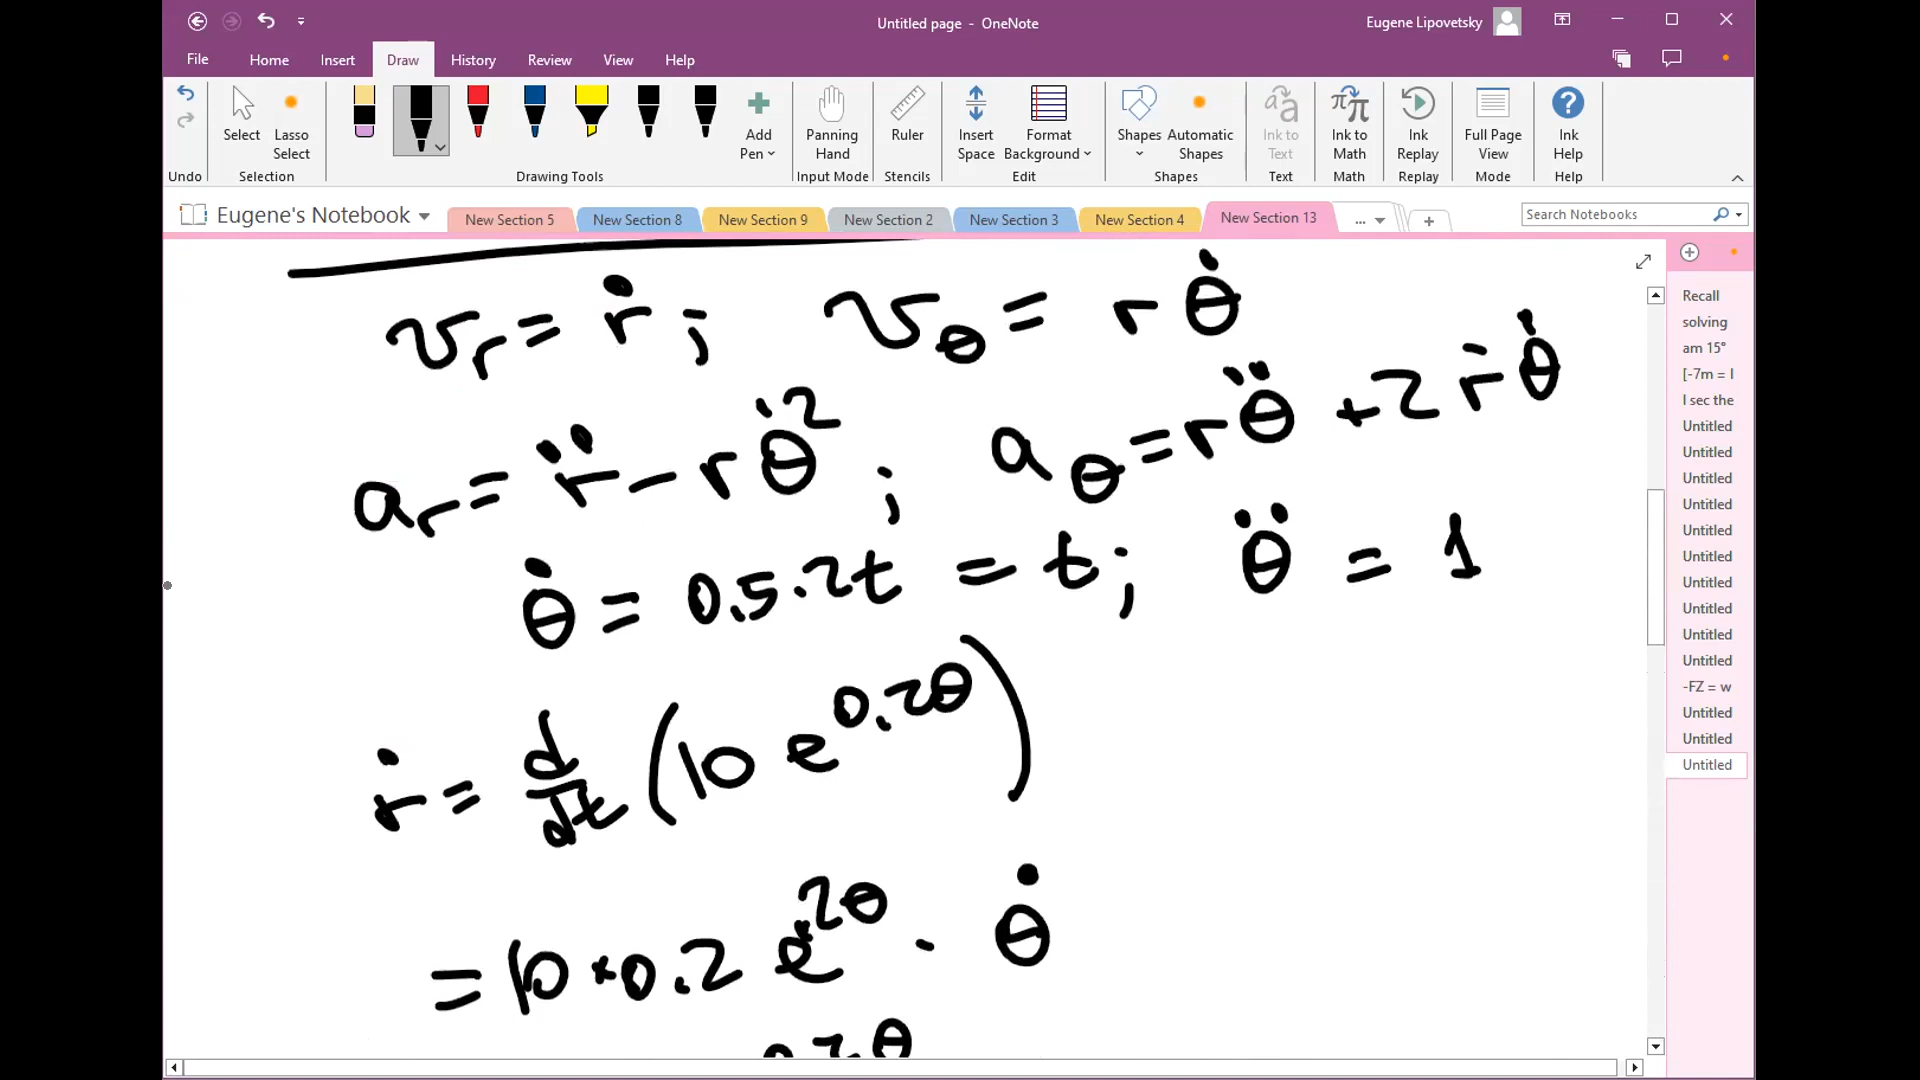 Untitled page - OneNote
Eugene Lipovetsky
File Home Insert Draw History Review View Help
Select Lasso Select Add Pen Panning Hand Ruler Insert Space Format Background Shapes Automatic Shapes Ink to Text Ink to Math Ink Replay Full Page View Ink Help
Undo Selection Drawing Tools Input Mode Stencils Edit Shapes Text Math Replay Mode Help
Eugene's Notebook New Section 5 New Section 8 New Section 9 New Section 2 New Section 3 New Section 4 New Section 13 ... Search Notebooks
v_r = ṙ ; v_θ = r θ̇
a_r = r̈ - r θ̇² ; a_θ = r θ̈ + 2 ṙ θ̇
θ̇ = 0.5 · 2t = t ; θ̈ = 1
ṙ = d/dt (10 e^{0.2θ})
= 10 · 0.2 e^{2θ} · θ̇
Recall
solving
am 15°
[-7m = I
I sec the
Untitled
Untitled
Untitled
Untitled
Untitled
Untitled
Untitled
Untitled
Untitled
Untitled
-FZ = w
Untitled
Untitled
Untitled